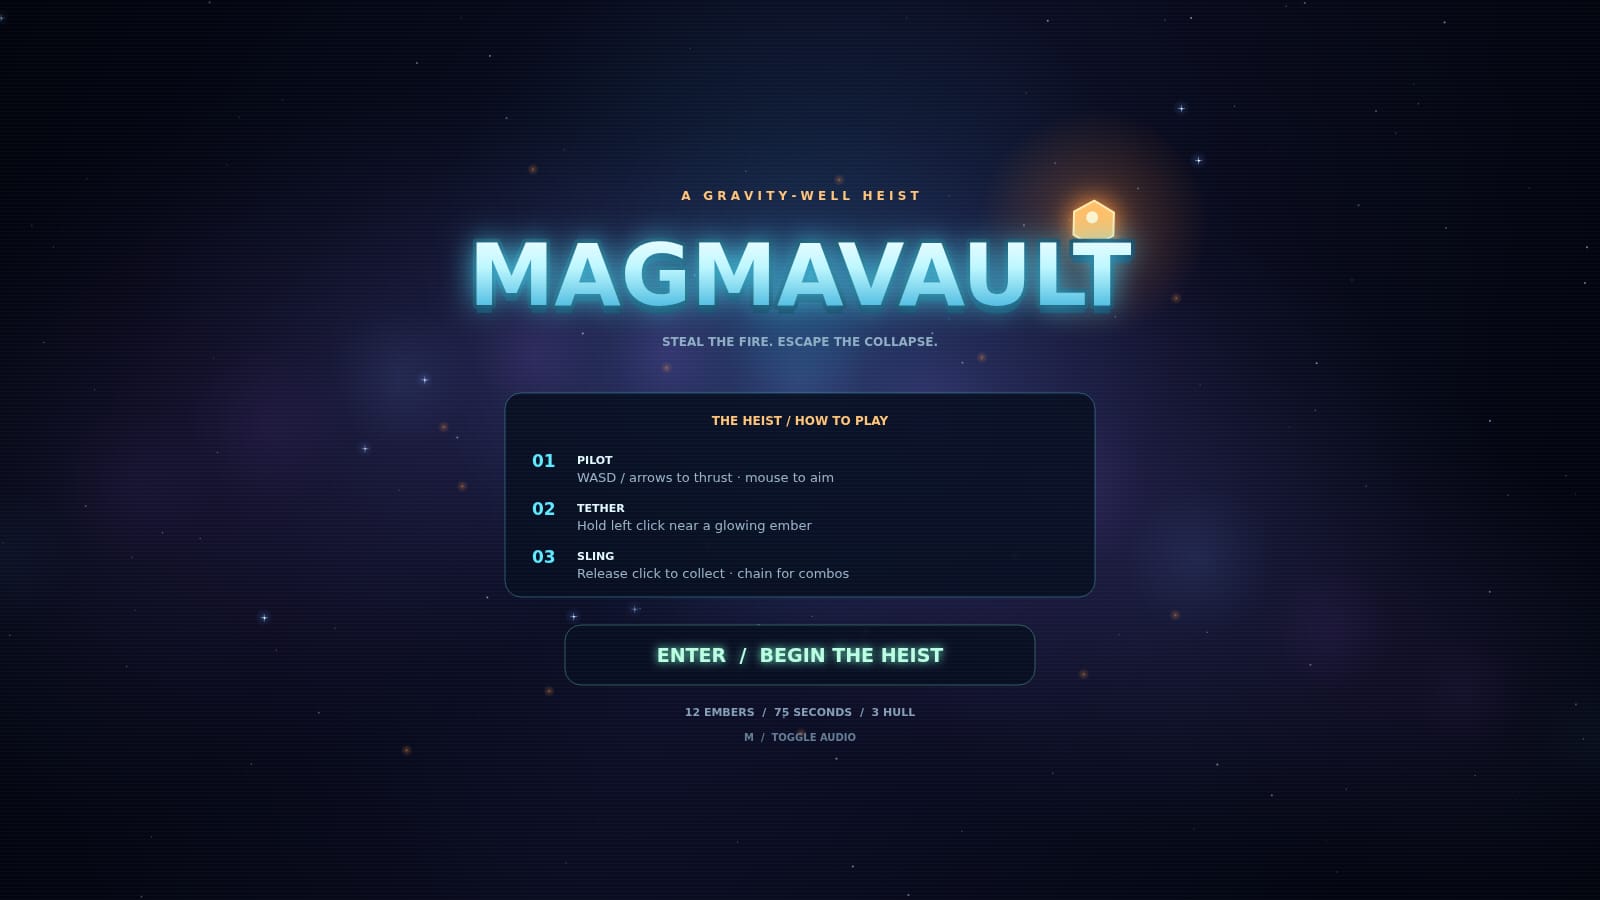 A GRAVITY-WELL HEIST
MAGMAVAULT
STEAL THE FIRE. ESCAPE THE COLLAPSE.
THE HEIST / HOW TO PLAY
01 PILOT
WASD / arrows to thrust · mouse to aim
02 TETHER
Hold left click near a glowing ember
03 SLING
Release click to collect · chain for combos
ENTER / BEGIN THE HEIST
12 EMBERS / 75 SECONDS / 3 HULL
M / TOGGLE AUDIO